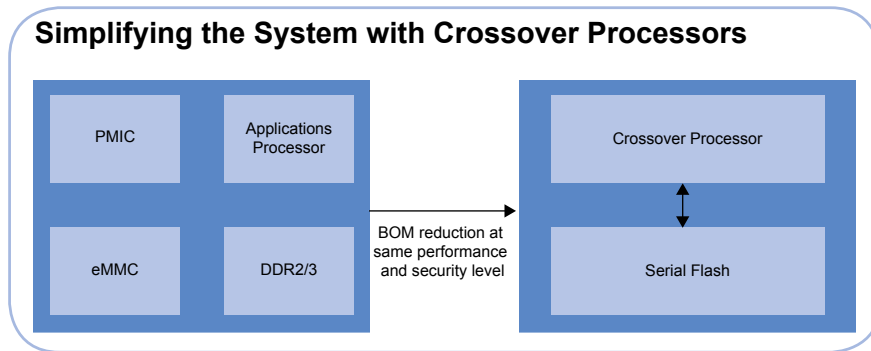 Simplifying the System with Crossover Processors
PMIC
Applications
Processor
eMMC
DDR2/3
BOM reduction at
same performance
and security level
Crossover Processor
Serial Flash